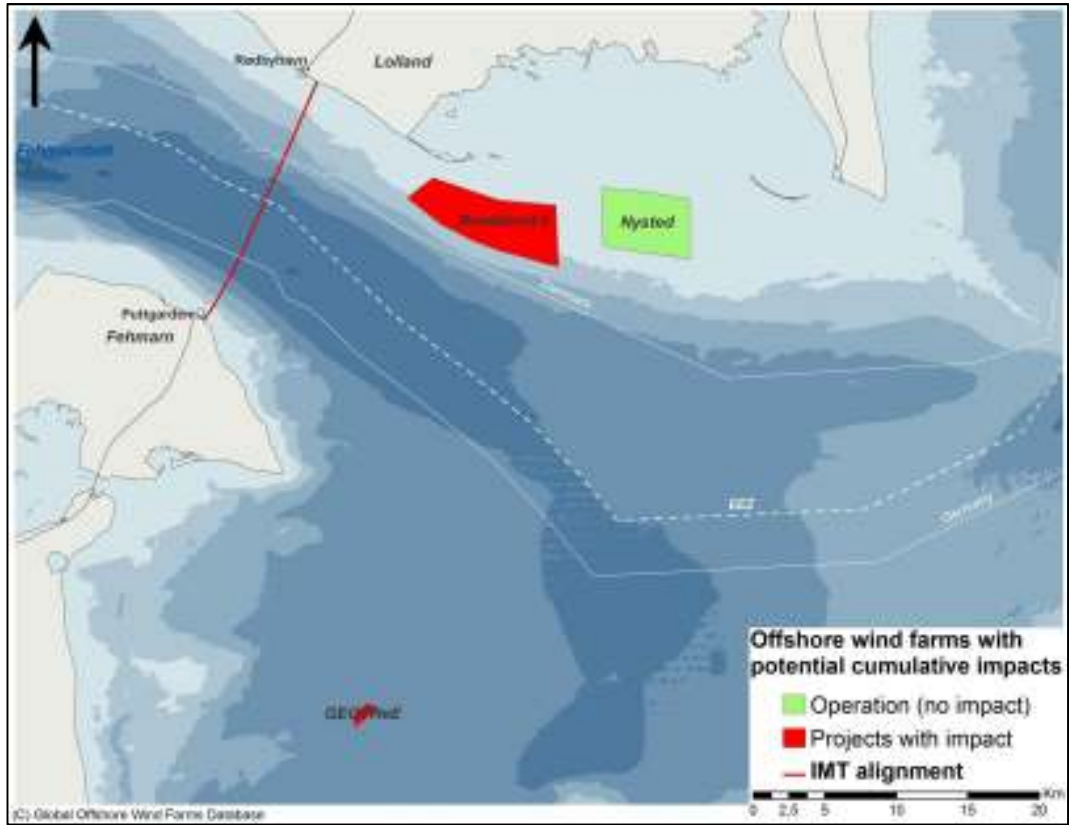 Rødbyhavn
Lolland
Nysted
Puttgarden
Fehmarn
EEZ
Germany
Offshore wind farms with
potential cumulative impacts
Operation (no impact)
Projects with impact
IMT alignment
Km
0 2,5 5 10 15 20
(C) Global Offshore Wind Farms Database